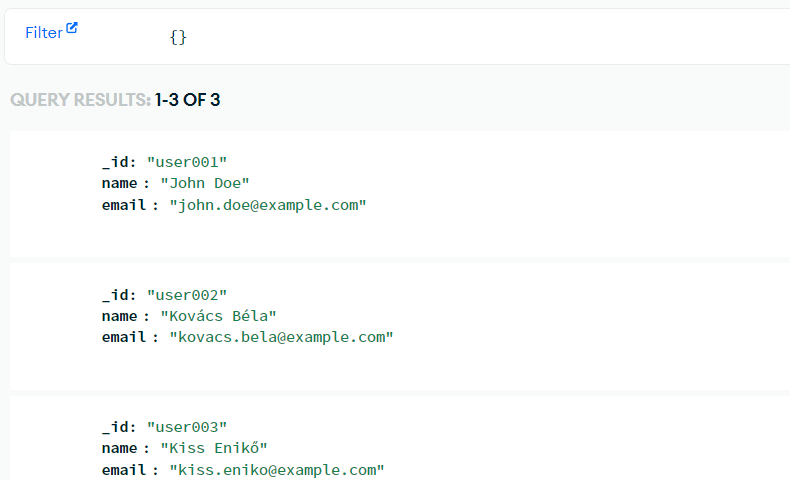 Filter {}
QUERY RESULTS: 1-3 OF 3
_id: "user001"
name : "John Doe"
email : "john.doe@example.com"
_id: "user002"
name : "Kovács Béla"
email : "kovacs.bela@example.com"
_id: "user003"
name : "Kiss Enikő"
email : "kiss.eniko@example.com"